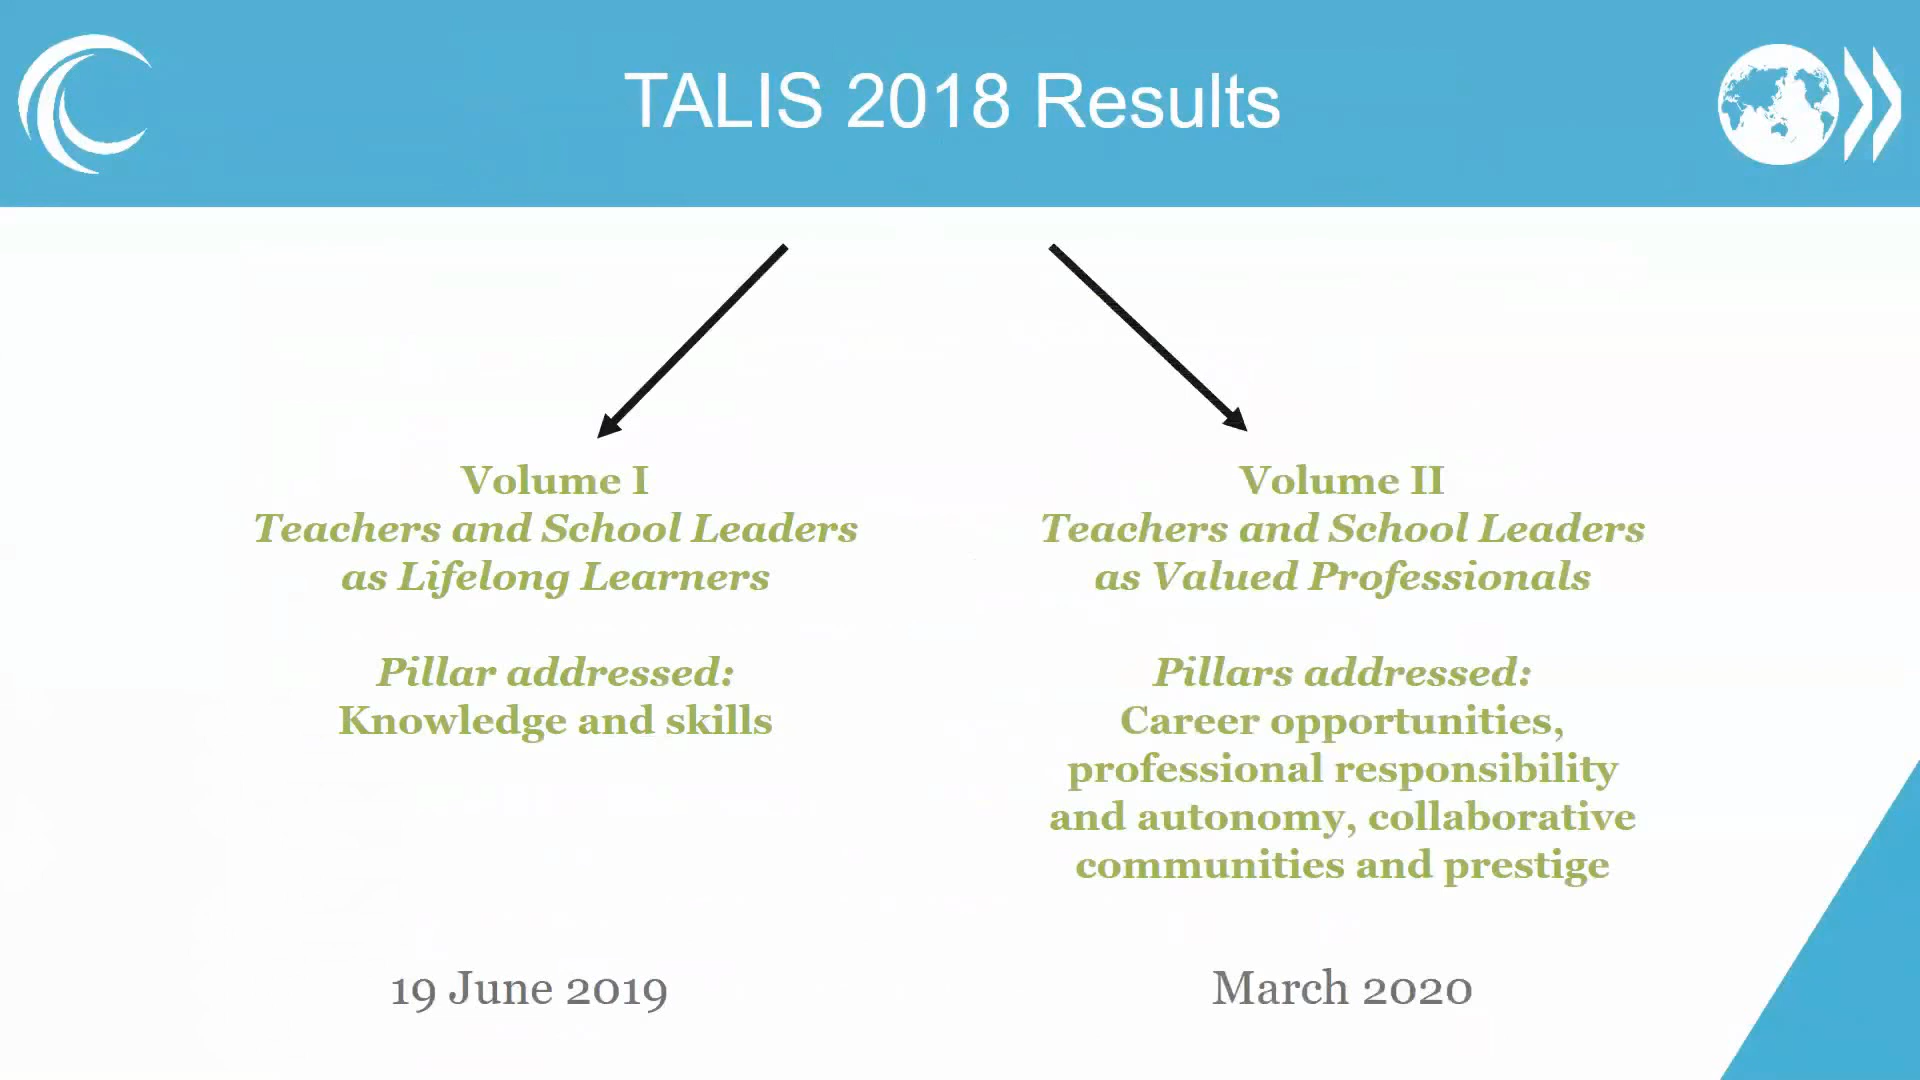 TALIS 2018 Results
Volume I
Teachers and School Leaders
as Lifelong Learners
Pillar addressed:
Knowledge and skills
19 June 2019
Volume II
Teachers and School Leaders
as Valued Professionals
Pillars addressed:
Career opportunities,
professional responsibility
and autonomy, collaborative
communities and prestige
March 2020